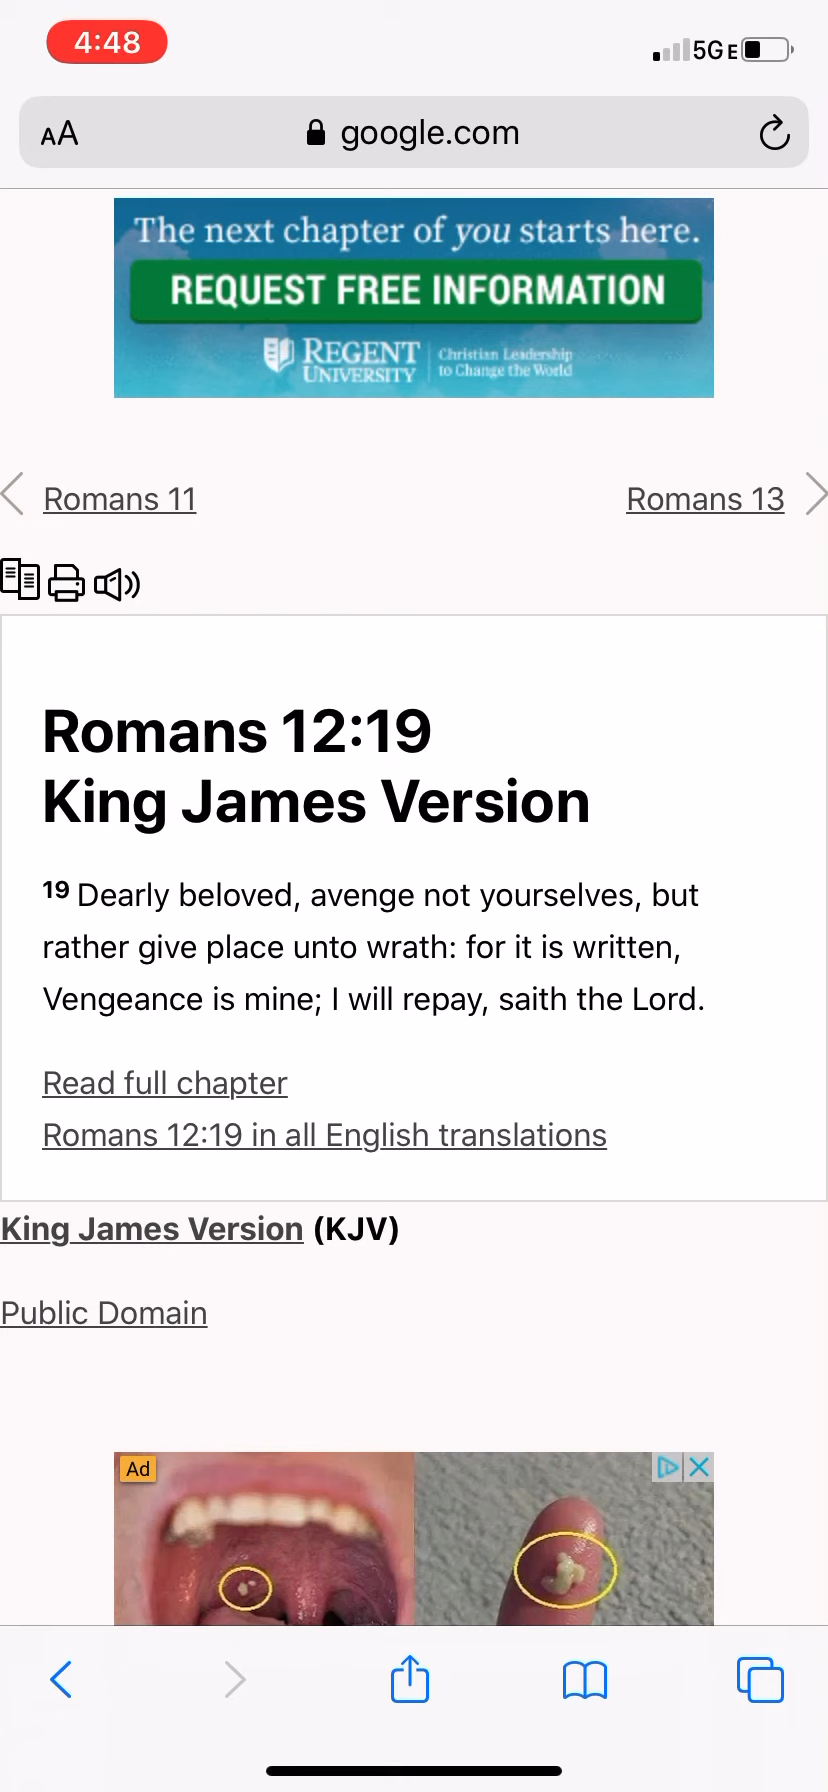 4:48
5GE
AA google.com
The next chapter of you starts here.
REQUEST FREE INFORMATION
REGENT UNIVERSITY
Christian Leadership
to Change the World
Romans 11 Romans 13
Romans 12:19
King James Version
19 Dearly beloved, avenge not yourselves, but
rather give place unto wrath: for it is written,
Vengeance is mine; I will repay, saith the Lord.
Read full chapter
Romans 12:19 in all English translations
King James Version (KJV)
Public Domain
Ad